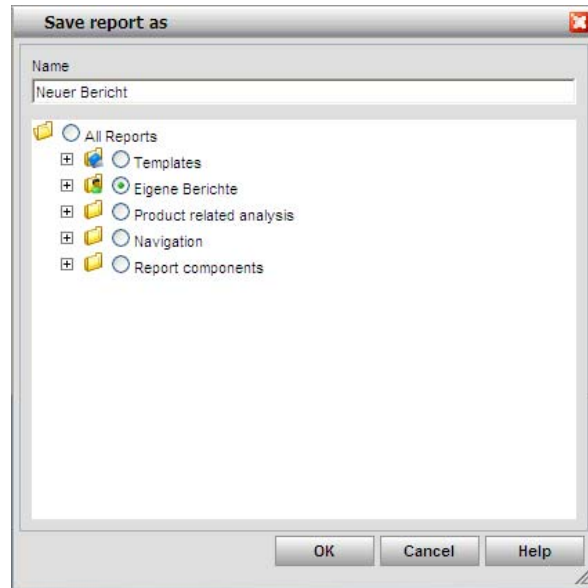 Save report as
Name
Neuer Bericht
All Reports
Templates
Eigene Berichte
Product related analysis
Navigation
Report components
OK Cancel Help